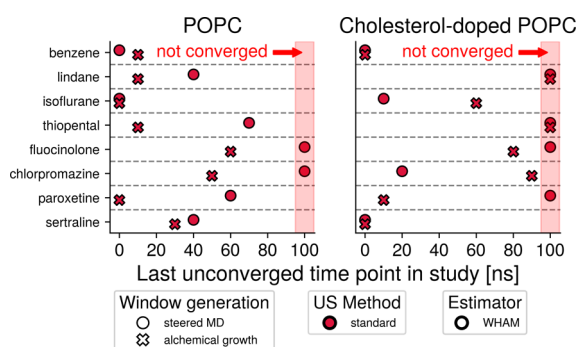 POPC
Cholesterol-doped POPC
benzene
not converged
not converged
lindane
isoflurane
thiopental
fluocinolone
chlorpromazine
paroxetine
sertraline
0 20 40 60 80 100
0 20 40 60 80 100
Last unconverged time point in study [ns]
Window generation
steered MD
alchemical growth
US Method
standard
Estimator
WHAM